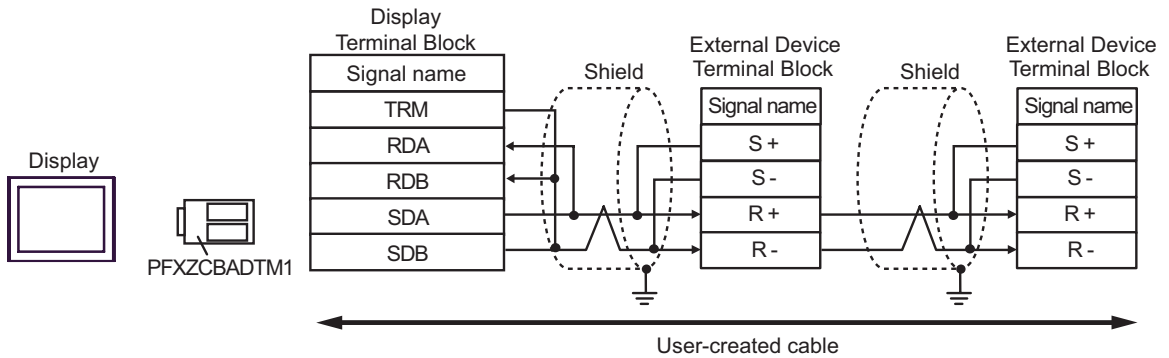 Display
PFXZCBADTM1
Display
Terminal Block
Signal name
TRM
RDA
RDB
SDA
SDB
Shield
External Device
Terminal Block
Signal name
S +
S -
R +
R -
Shield
External Device
Terminal Block
Signal name
S +
S -
R +
R -
User-created cable